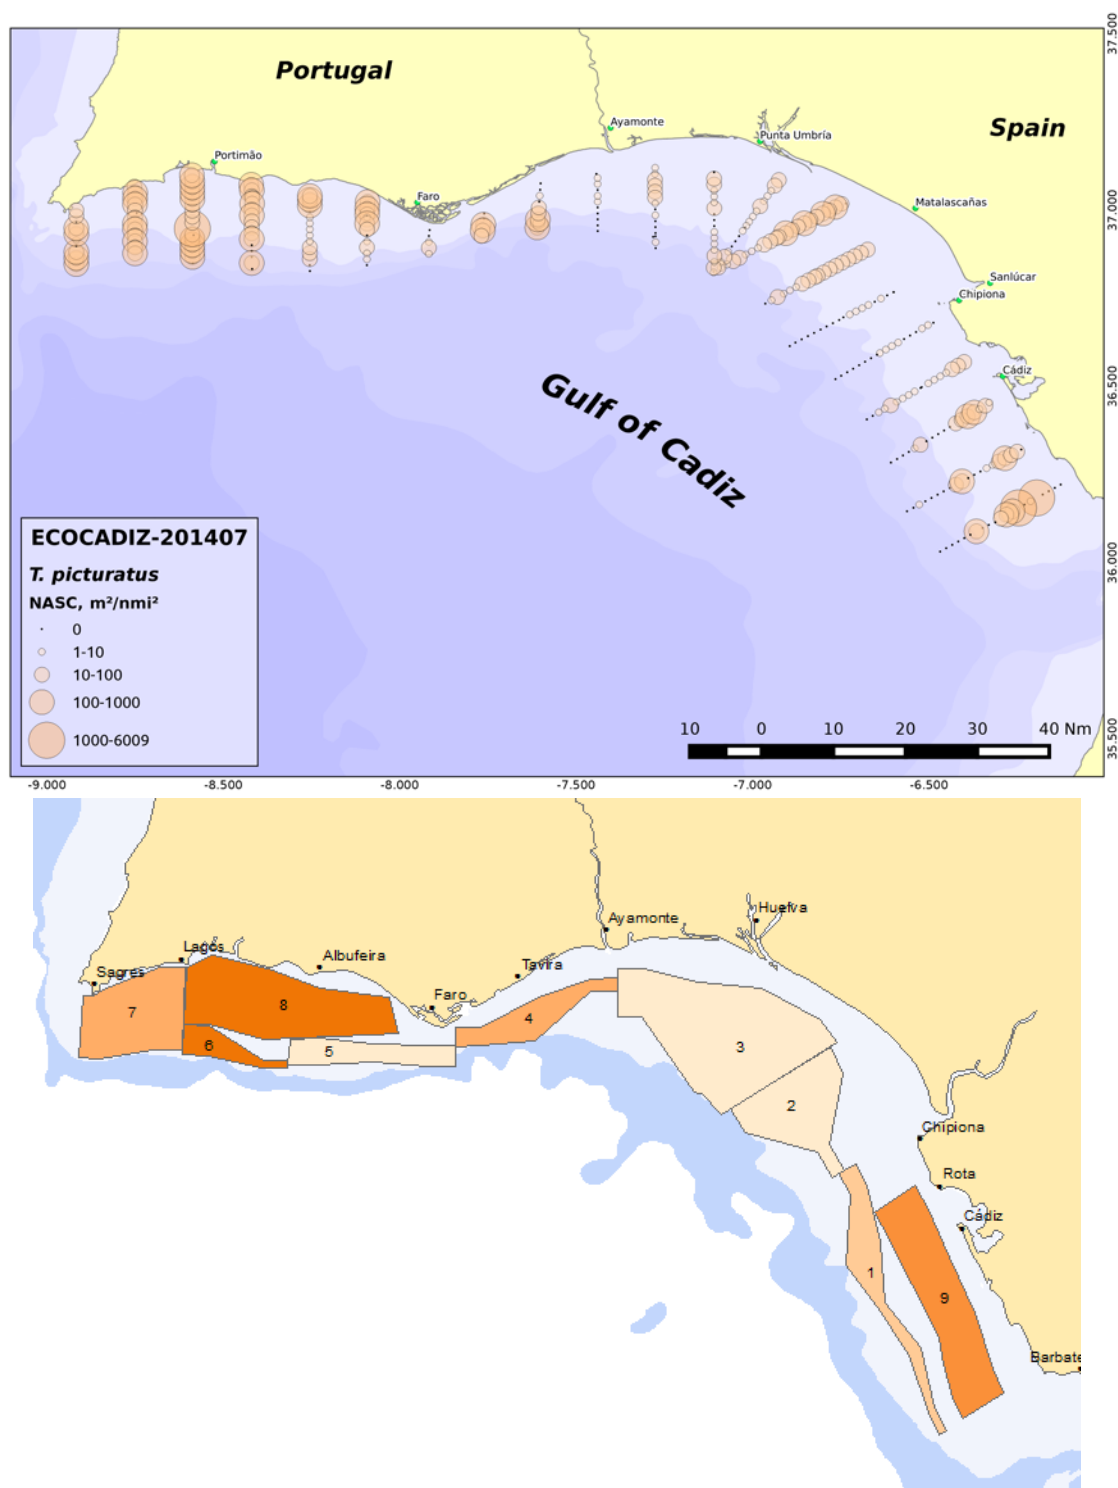 Portugal
Spain
Ayamonte
Punta Umbría
Portimão
Faro
Matalascañas
Sanlúcar
Chipiona
Cádiz
Gulf of Cadiz
37.500
37.000
36.500
36.000
35.500
ECOCADIZ-201407
T. picturatus
NASC, m²/nmi²
0
1-10
10-100
100-1000
1000-6009
10 0 10 20 30 40 Nm
-9.000 -8.500 -8.000 -7.500 -7.000 -6.500
Huelva
Ayamonte
Lagos
Albufeira
Sagres
Tavira
Faro
7
8
4
6
5
3
2
Chipiona
Rota
Cádiz
1
9
Barbate